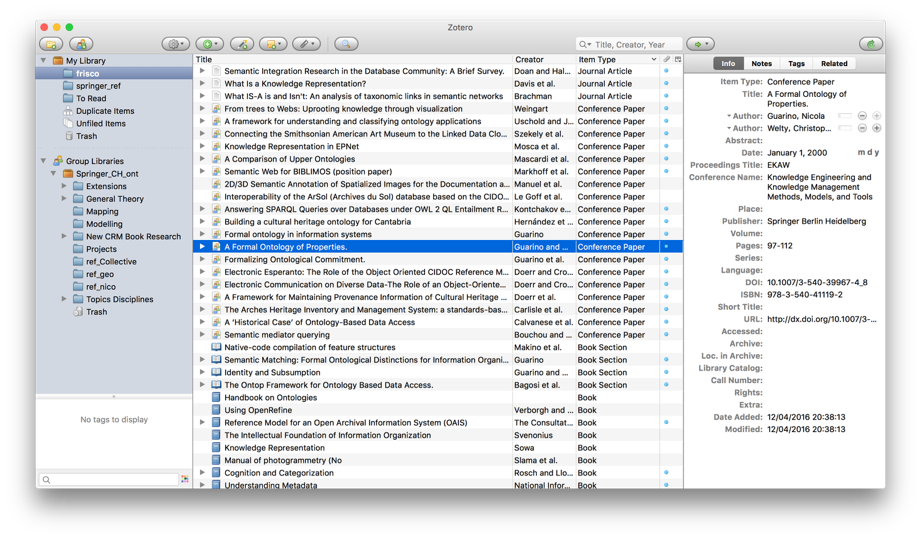 Zotero
Title, Creator, Year
My Library
frisco
springer_ref
To Read
Duplicate Items
Unfiled Items
Trash
Group Libraries
Springer_CH_ont
Extensions
General Theory
Mapping
Modelling
New CRM Book Research
Projects
ref_Collective
ref_geo
ref_nico
Topics Disciplines
Trash
No tags to display
Title Creator Item Type
Semantic Integration Research in the Database Community: A Brief Survey. Doan and Hal... Journal Article
What Is a Knowledge Representation? Davis et al. Journal Article
What IS-A is and Isn't: An analysis of taxonomic links in semantic networks Brachman Journal Article
From trees to Webs: Uprooting knowledge through visualization Weingart Conference Paper
A framework for understanding and classifying ontology applications Uschold and J... Conference Paper
Connecting the Smithsonian American Art Museum to the Linked Data Clo... Szekely et al. Conference Paper
Knowledge Representation in EPNet Mosca et al. Conference Paper
A Comparison of Upper Ontologies Mascardi et al. Conference Paper
Semantic Web for BIBLIMOS (position paper) Markhoff et al. Conference Paper
2D/3D Semantic Annotation of Spatialized Images for the Documentation a... Manuel et al. Conference Paper
Interoperability of the ArSol (Archives du sol) database based on the CIDO... Le Goff et al. Conference Paper
Answering SPARQL Queries over Databases under OWL 2 QL Entailment R... Kontchakov e... Conference Paper
Building a cultural heritage ontology for Cantabria Hernández et ... Conference Paper
Formal ontology in information systems Guarino Conference Paper
A Formal Ontology of Properties. Guarino and ... Conference Paper
Formalizing Ontological Commitment. Guarino and ... Conference Paper
Electronic Esperanto: The Role of the Object Oriented CIDOC Reference M... Doerr and Cro... Conference Paper
Electronic Communication on Diverse Data-The Role of an Object-Oriente... Doerr and Cro... Conference Paper
A Framework for Maintaining Provenance Information of Cultural Heritage ... Doerr et al. Conference Paper
The Arches Heritage Inventory and Management System: a standards-bas... Carlisle et al. Conference Paper
A 'Historical Case' of Ontology-Based Data Access Calvanese et al. Conference Paper
Semantic mediator querying Bouchou and ... Conference Paper
Native-code compilation of feature structures Makino et al. Book Section
Semantic Matching: Formal Ontological Distinctions for Information Organi... Guarino Book Section
Identity and Subsumption Guarino and ... Book Section
The Ontop Framework for Ontology Based Data Access. Bagosi et al. Book Section
Handbook on Ontologies Book
Using OpenRefine Verborgh and ... Book
Reference Model for an Open Archival Information System (OAIS) The Consultat... Book
The Intellectual Foundation of Information Organization Svenonius Book
Knowledge Representation Sowa Book
Manual of photogrammetry (No Slama et al. Book
Cognition and Categorization Rosch and Llo... Book
Understanding Metadata National Infor... Book
Info Notes Tags Related
Item Type: Conference Paper
Title: A Formal Ontology of
Properties.
Author: Guarino, Nicola
Author: Welty, Christop...
Abstract:
Date: January 1, 2000 m d y
Proceedings Title: EKAW
Conference Name: Knowledge Engineering and
Knowledge Management
Methods, Models, and Tools
Place:
Publisher: Springer Berlin Heidelberg
Volume:
Pages: 97-112
Series:
Language:
DOI: 10.1007/3-540-39967-4_8
ISBN: 978-3-540-41119-2
Short Title:
URL: http://dx.doi.org/10.1007/3-...
Accessed:
Archive:
Loc. in Archive:
Library Catalog:
Call Number:
Rights:
Extra:
Date Added: 12/04/2016 20:38:13
Modified: 12/04/2016 20:38:13